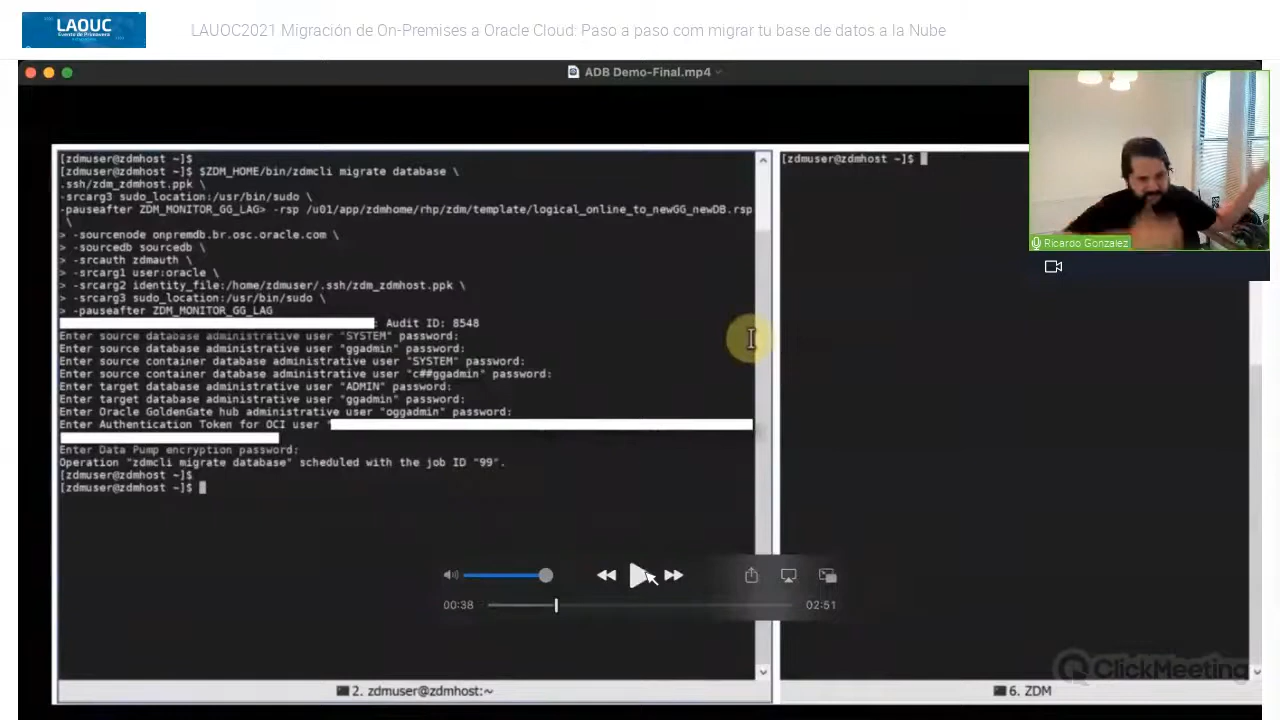 LAOUC
Evento de Primavera
LAUOC2021 Migración de On-Premises a Oracle Cloud: Paso a paso com migrar tu base de datos a la Nube
ADB Demo-Final.mp4
[zdmuser@zdmhost ~]$
[zdmuser@zdmhost ~]$ $ZDM_HOME/bin/zdmcli migrate database \
.ssh/zdm_zdmhost.ppk \
-srcarg3 sudo_location:/usr/bin/sudo \
-pauseafter ZDM_MONITOR_GG_LAG> -rsp /u01/app/zdmhome/rhp/zdm/template/logical_online_to_newGG_newDB.rsp
\
> -sourcenode onpremdb.br.osc.oracle.com \
> -sourcedb sourcedb \
> -srcauth zdmauth \
> -srcarg1 user:oracle \
> -srcarg2 identity_file:/home/zdmuser/.ssh/zdm_zdmhost.ppk \
> -srcarg3 sudo_location:/usr/bin/sudo \
> -pauseafter ZDM_MONITOR_GG_LAG
: Audit ID: 8548
Enter source database administrative user "SYSTEM" password:
Enter source database administrative user "ggadmin" password:
Enter source container database administrative user "SYSTEM" password:
Enter source container database administrative user "c##ggadmin" password:
Enter target database administrative user "ADMIN" password:
Enter target database administrative user "ggadmin" password:
Enter Oracle GoldenGate hub administrative user "oggadmin" password:
Enter Authentication Token for OCI user "
Enter Data Pump encryption password:
Operation "zdmcli migrate database" scheduled with the job ID "99".
[zdmuser@zdmhost ~]$
[zdmuser@zdmhost ~]$
[zdmuser@zdmhost ~]$
Ricardo Gonzalez
00:38
02:51
ClickMeeting
2. zdmuser@zdmhost:~
6. ZDM